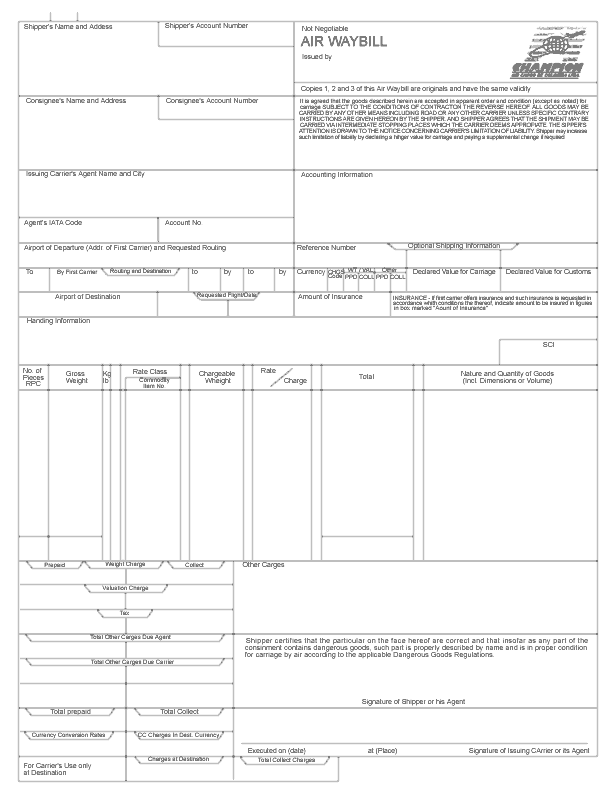 Shipper's Name and Addess
Shipper's Account Number
Not Negotiable
AIR WAYBILL
Issued by
CHAMPION
Copies 1, 2 and 3 of this Air Waybill are originals and have the same validity
Consignee's Name and Address
Consignee's Account Number
It is agreed that the goods described herein are accepted in apparent order and condition (except as noted) for
carriage SUBJECT TO THE CONDITIONS OF CONTRACTON THE REVERSE HEREOF. ALL GOODS MAY BE
CARRIED BY ANY OTHER MEANS INCLUDING ROAD OR ANY OTHER CARRIER UNLESS SPECIFIC CONTRARY
INSTRUCTIONS ARE GIVEN HEREON BY THE SHIPPER, AND SHIPPER AGREES THAT THE SHIPMENT MAY BE
CARRIED VIA INTERMEDIATE STOPPING PLACES WHICH THE CARRIER DEEMS APPROPIATE. THE SIPPER'S
ATTENTION IS DRAWN TO THE NOTICE CONCERNING CARRIER'S LIMITATION OF LIABILITY. Shipper may increase
such limitation of liability by declaring a hinger value for carriage and paying a supplemental change if required
Issuing Carrier's Agent Name and City
Accounting Information
Agent's IATA Code
Account No.
Airport of Departure (Addr. of First Carrier) and Requested Routing
Reference Number
Optional Shipping Information
To
By First Carrier
Routing and Destination
to
by
to
by
Currency
CHGS
Code
WT / VAL
PPD
COLL
Other
PPD
COLL
Declared Value for Carnage
Declared Value for Customs
Airport of Destination
Requested Flight/Date
Amount of Insurance
INSURANCE - If first carrier offers insurance and such insurance is requested in
accordance whith conditions the thereof, indicate amount to be insured in figures
in box marked "Aount of Insurance"
Handing Information
SCI
No. of
Pieces
RPC
Gross
Weight
Kg
lb
Rate Class
Commodity
Item No
Chargeable
Wheight
Rate
Charge
Total
Nature and Quantity of Goods
(Incl. Dimensions or Volume)
Prepaid
Weight Charge
Collect
Other Carges
Valuation Charge
Tax
Total Other Carges Due Agent
Shipper certifies that the particular on the face hereof are correct and that insofar as any part of the
consinment contains dangerous goods, such part is properly described by name and is in proper condition
for carriage by air according to the applicable Dangerous Goods Regulations.
Total Other Carges Due Carrier
Signature of Shipper or his Agent
Total prepaid
Total Collect
Currency Conversion Rates
CC Charges In Dest. Currency
Executed on (date)
at (Place)
Signature of Issuing CArrier or its Agent
For Carrier's Use only
at Destination
Charges at Destination
Total Collect Charges